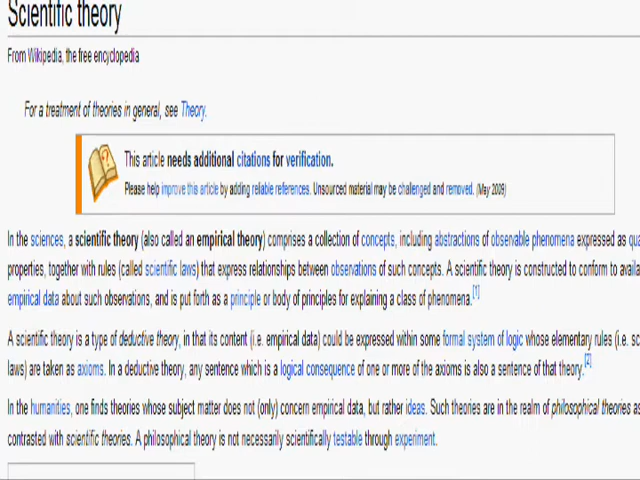 Scientific theory
From Wikipedia, the free encyclopedia
For a treatment of theories in general, see Theory.
This article needs additional citations for verification.
Please help improve this article by adding reliable references. Unsourced material may be challenged and removed. (May 2009)
In the sciences, a scientific theory (also called an empirical theory) comprises a collection of concepts, including abstractions of observable phenomena expressed as
properties, together with rules (called scientific laws) that express relationships between observations of such concepts. A scientific theory is constructed to conform to
empirical data about such observations, and is put forth as a principle or body of principles for explaining a class of phenomena.[1]
A scientific theory is a type of deductive theory, in that its content (i.e. empirical data) could be expressed within some formal system of logic whose elementary rules (i.e.
laws) are taken as axioms. In a deductive theory, any sentence which is a logical consequence of one or more of the axioms is also a sentence of that theory.[2]
In the humanities, one finds theories whose subject matter does not (only) concern empirical data, but rather ideas. Such theories are in the realm of philosophical theories as
contrasted with scientific theories. A philosophical theory is not necessarily scientifically testable through experiment.